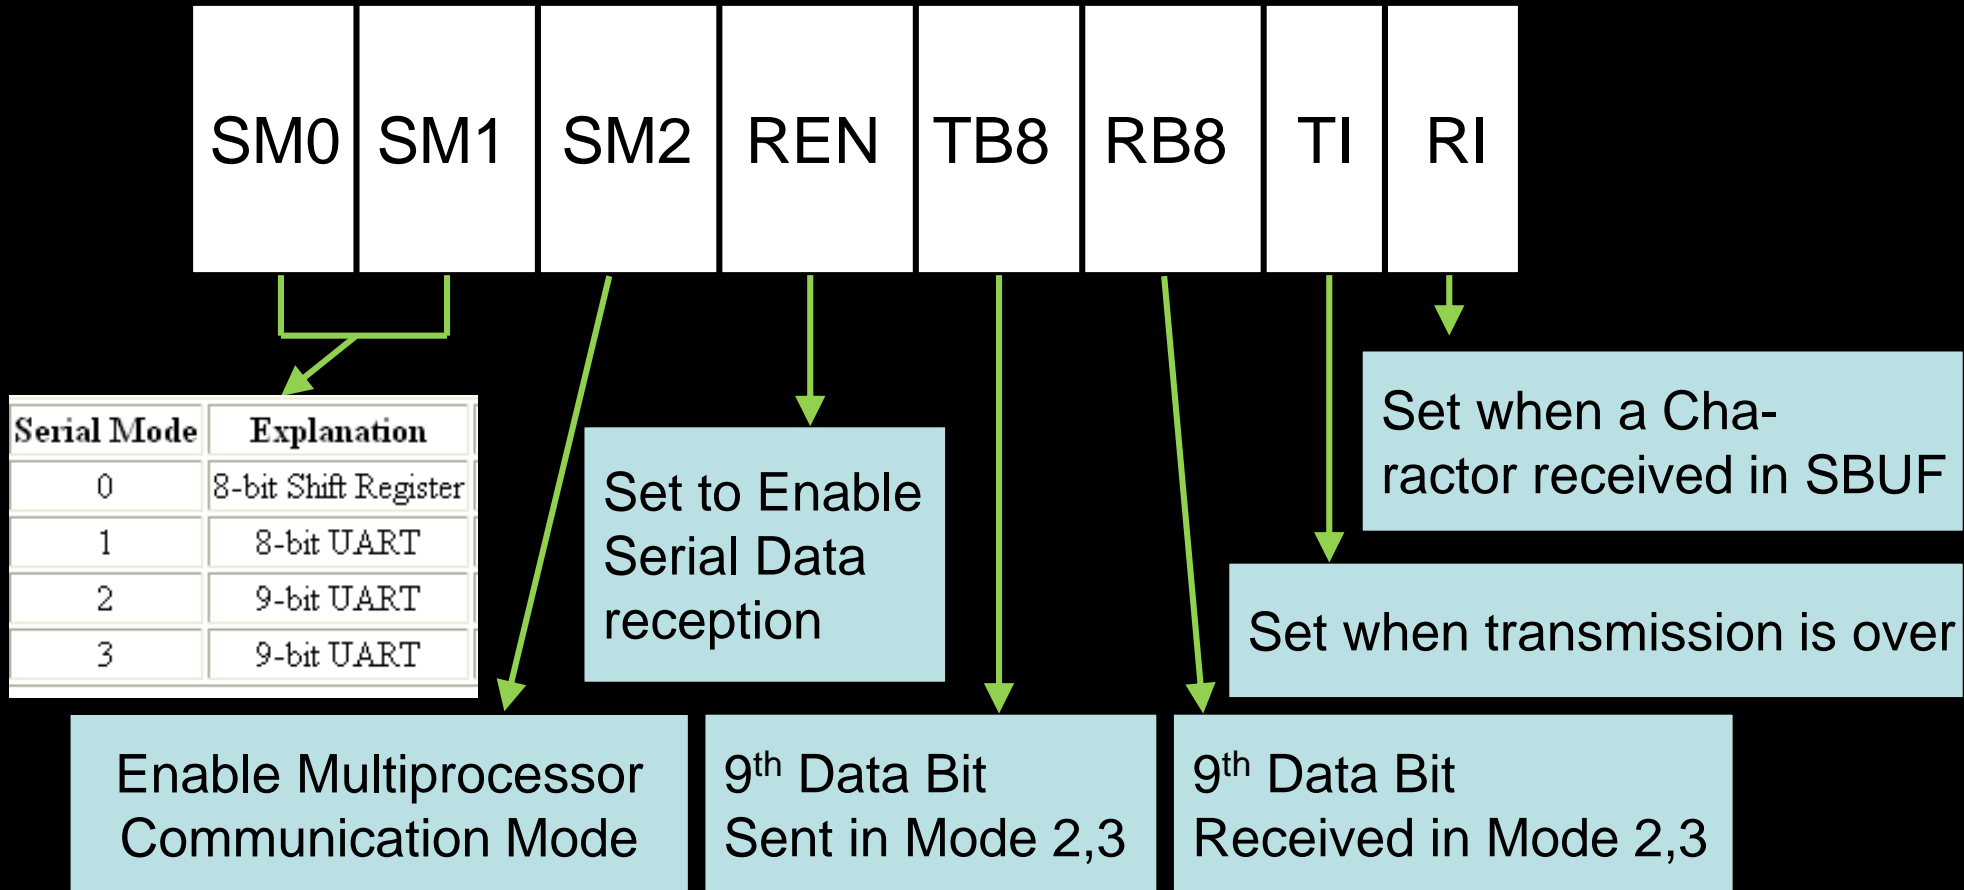 SM0 SM1 SM2 REN TB8 RB8 TI RI
Serial Mode Explanation
0 8-bit Shift Register
1 8-bit UART
2 9-bit UART
3 9-bit UART
Set to Enable
Serial Data
reception
Set when a Cha-
ractor received in SBUF
Set when transmission is over
Enable Multiprocessor
Communication Mode
9th Data Bit
Sent in Mode 2,3
9th Data Bit
Received in Mode 2,3